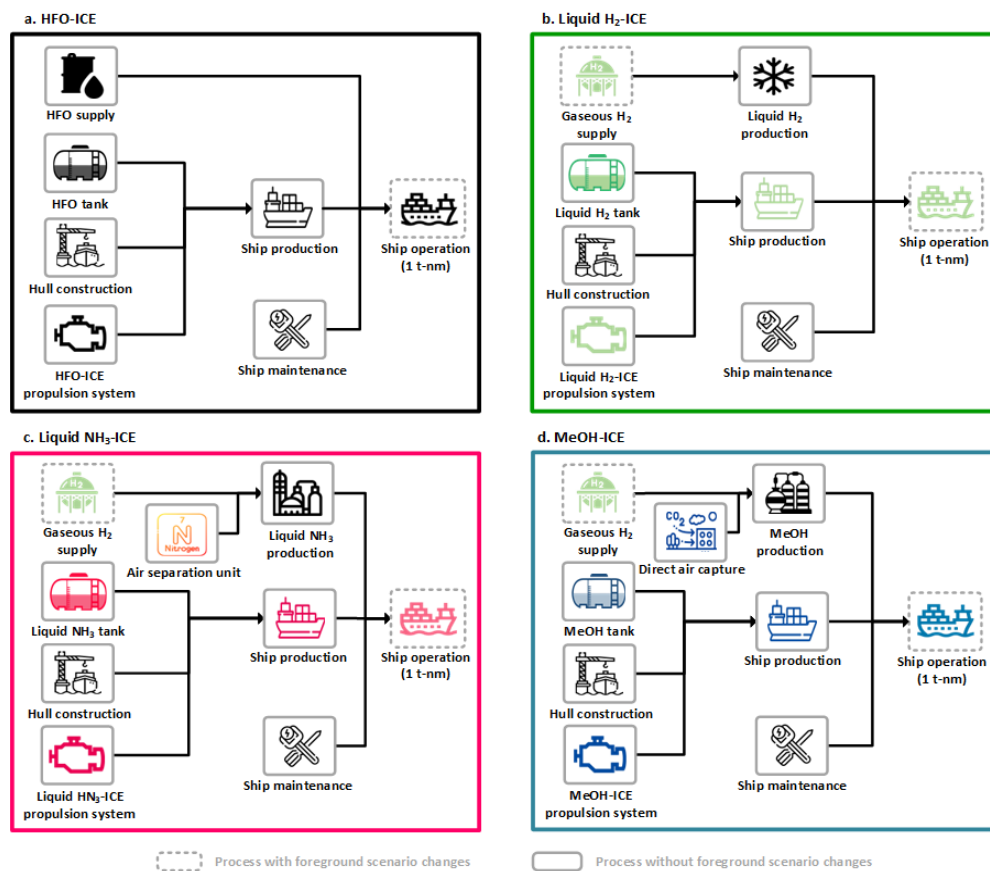 a. HFO-ICE
HFO supply
HFO tank
Hull construction
HFO-ICE
propulsion system
Ship production
Ship maintenance
Ship operation
(1 t-nm)
b. Liquid H₂-ICE
H₂
Gaseous H₂
supply
Liquid H₂
production
Liquid H₂ tank
Hull construction
Liquid H₂-ICE
propulsion system
Ship production
Ship maintenance
Ship operation
(1 t-nm)
c. Liquid NH₃-ICE
H₂
Gaseous H₂
supply
7
N
Nitrogen
Air separation unit
Liquid NH₃
production
Liquid NH₃ tank
Hull construction
Liquid HN₃-ICE
propulsion system
Ship production
Ship maintenance
Ship operation
(1 t-nm)
d. MeOH-ICE
H₂
Gaseous H₂
supply
CO₂
O
Direct air capture
MeOH
production
MeOH tank
Hull construction
MeOH-ICE
propulsion system
Ship production
Ship maintenance
Ship operation
(1 t-nm)
Process with foreground scenario changes
Process without foreground scenario changes